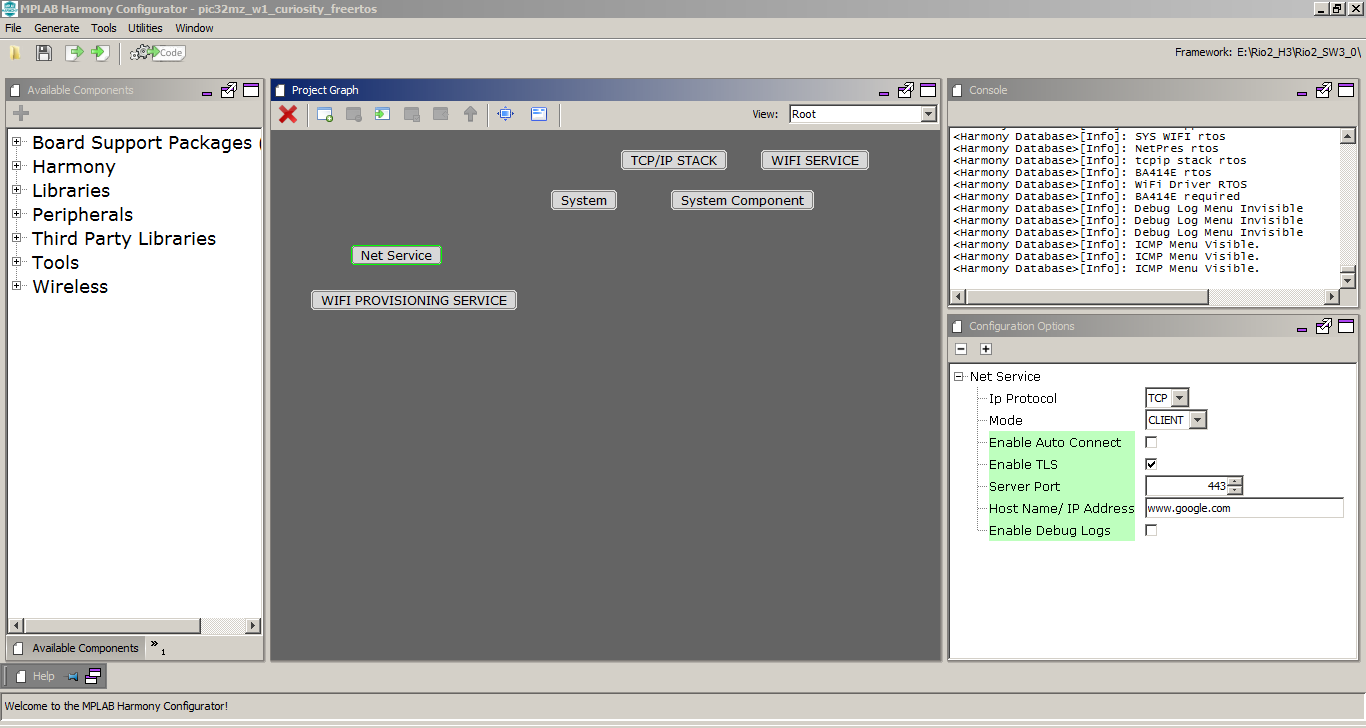 MPLAB Harmony Configurator - pic32mz_w1_curiosity_freertos
File Generate Tools Utilities Window
Code
Framework: E:\Rio2_H3\Rio2_SW3_0\
Available Components
Board Support Packages (
Harmony
Libraries
Peripherals
Third Party Libraries
Tools
Wireless
Available Components
1
Project Graph
View: Root
TCP/IP STACK WIFI SERVICE
System System Component
Net Service
WIFI PROVISIONING SERVICE
Console
<Harmony Database>[Info]: SYS WIFI rtos
<Harmony Database>[Info]: NetPres rtos
<Harmony Database>[Info]: tcpip stack rtos
<Harmony Database>[Info]: BA414E rtos
<Harmony Database>[Info]: WiFi Driver RTOS
<Harmony Database>[Info]: BA414E required
<Harmony Database>[Info]: Debug Log Menu Invisible
<Harmony Database>[Info]: Debug Log Menu Invisible
<Harmony Database>[Info]: Debug Log Menu Invisible
<Harmony Database>[Info]: ICMP Menu Visible.
<Harmony Database>[Info]: ICMP Menu Visible.
<Harmony Database>[Info]: ICMP Menu Visible.
Configuration Options
Net Service
Ip Protocol TCP
Mode CLIENT
Enable Auto Connect
Enable TLS
Server Port 443
Host Name/ IP Address www.google.com
Enable Debug Logs
Help
Welcome to the MPLAB Harmony Configurator!